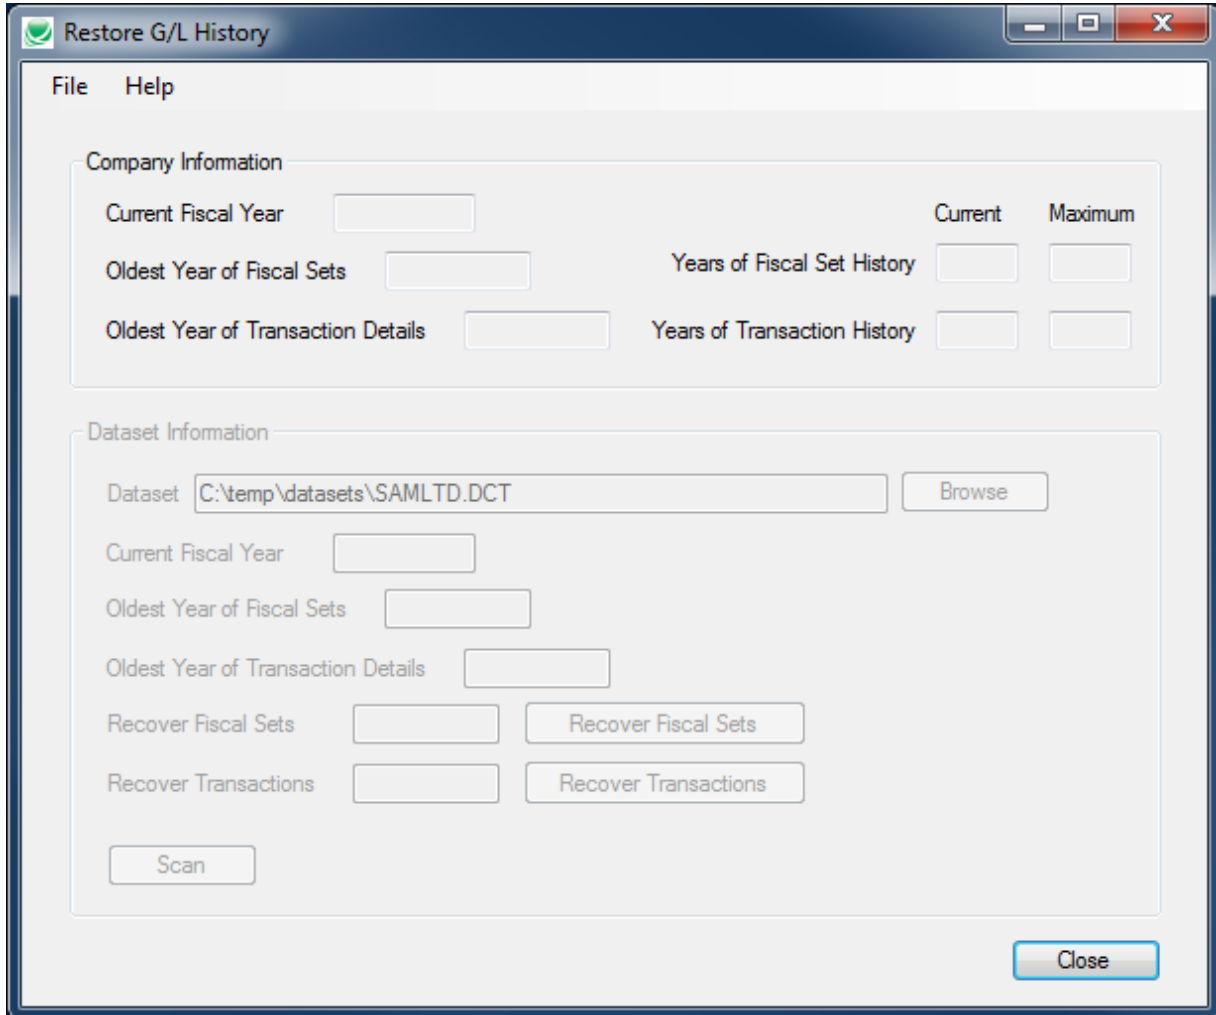 Restore G/L History
File Help
Company Information
Current Fiscal Year
Current Maximum
Oldest Year of Fiscal Sets
Years of Fiscal Set History
Oldest Year of Transaction Details
Years of Transaction History
Dataset Information
Dataset C:\temp\datasets\SAMLTD.DCT Browse
Current Fiscal Year
Oldest Year of Fiscal Sets
Oldest Year of Transaction Details
Recover Fiscal Sets Recover Fiscal Sets
Recover Transactions Recover Transactions
Scan
Close